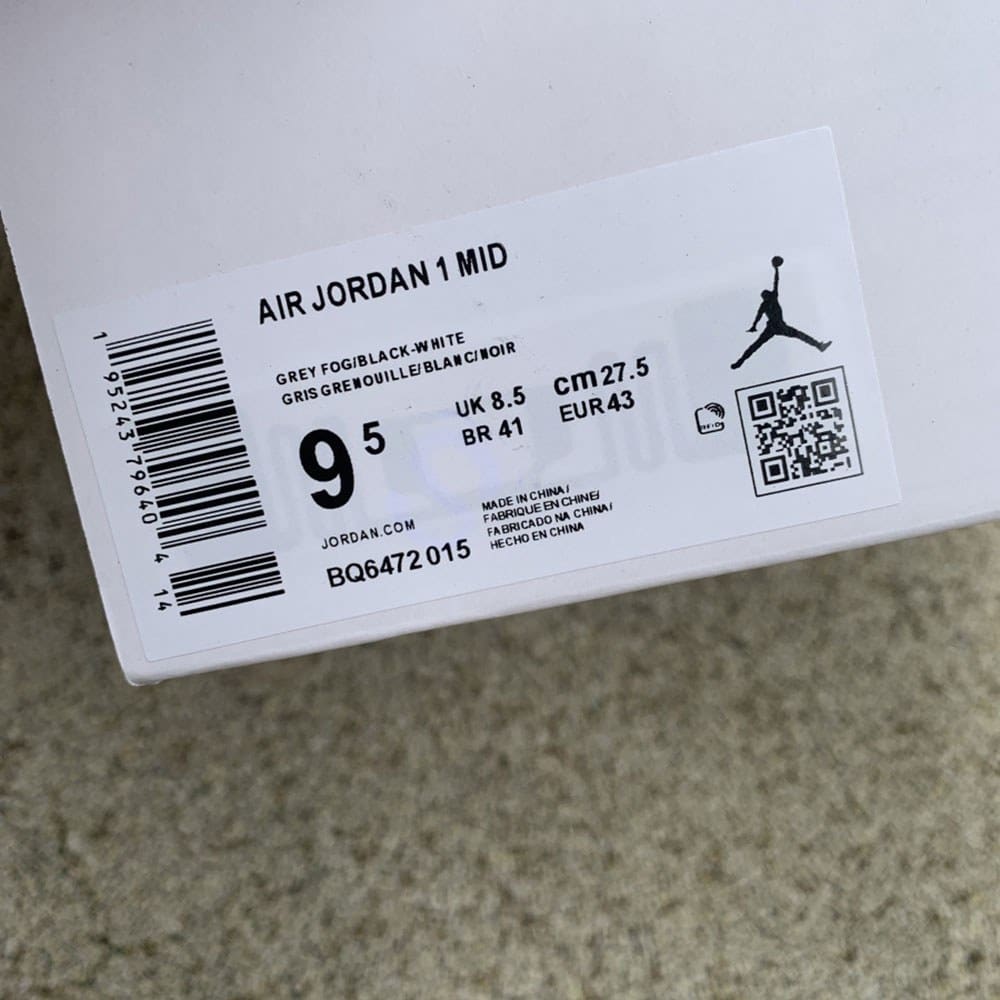 AIR JORDAN 1 MID
GREY FOG/BLACK-WHITE
GRIS GRENOUILLE/BLANC/NOIR
9 5
UK 8.5
BR 41
cm 27.5
EUR 43
JORDAN.COM
BQ6472 015
MADE IN CHINA/
FABRIQUE EN CHINE/
FABRICADO NA CHINA/
HECHO EN CHINA
1 95243 79640 4 14